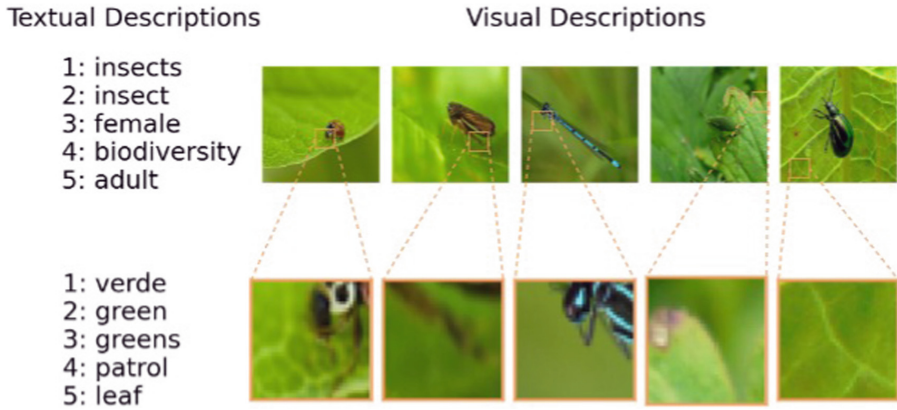 Textual Descriptions
Visual Descriptions
1: insects
2: insect
3: female
4: biodiversity
5: adult
1: verde
2: green
3: greens
4: patrol
5: leaf